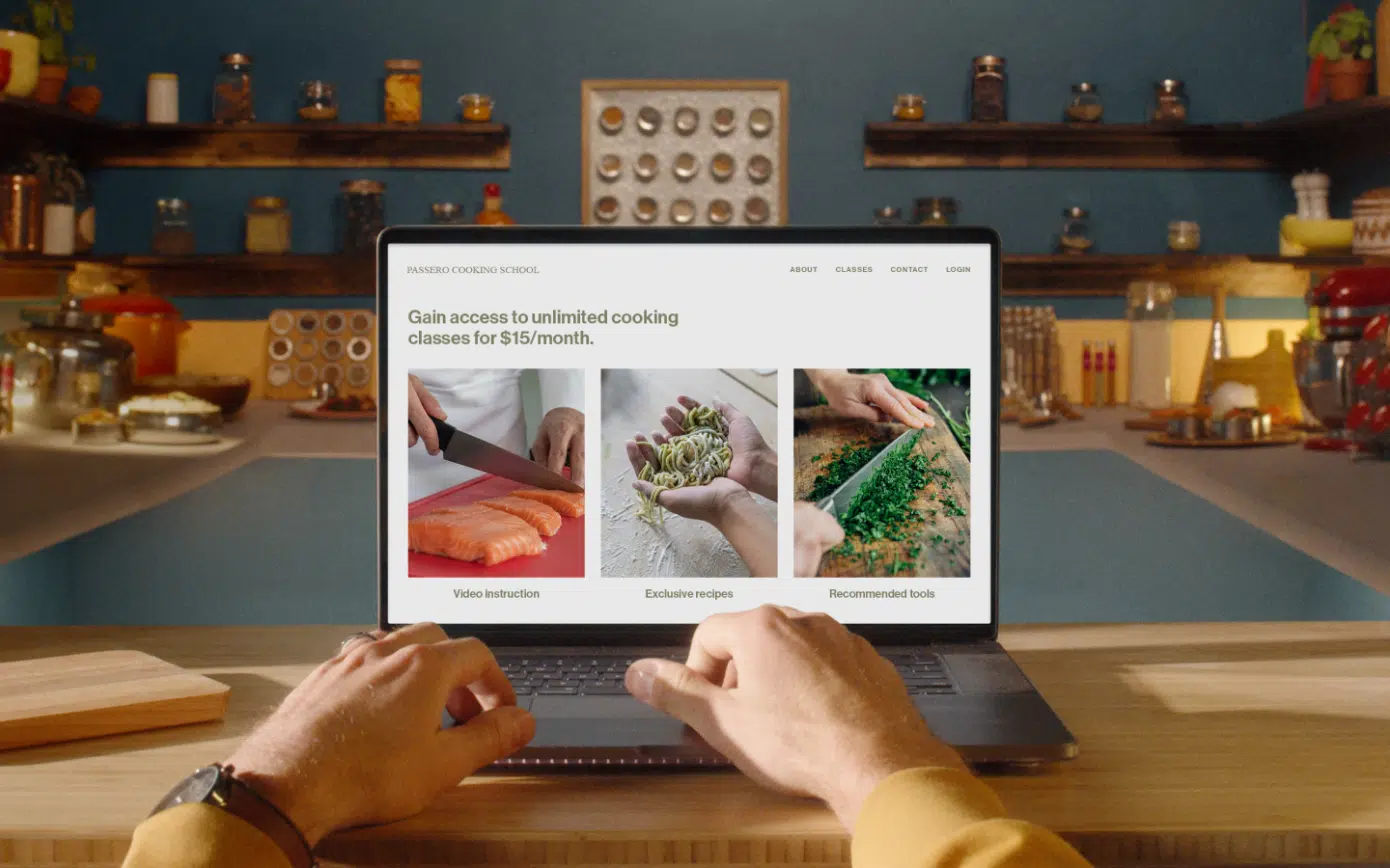 PASSERO COOKING SCHOOL
ABOUT CLASSES CONTACT LOGIN
Gain access to unlimited cooking
classes for $15/month.
Video instruction Exclusive recipes Recommended tools